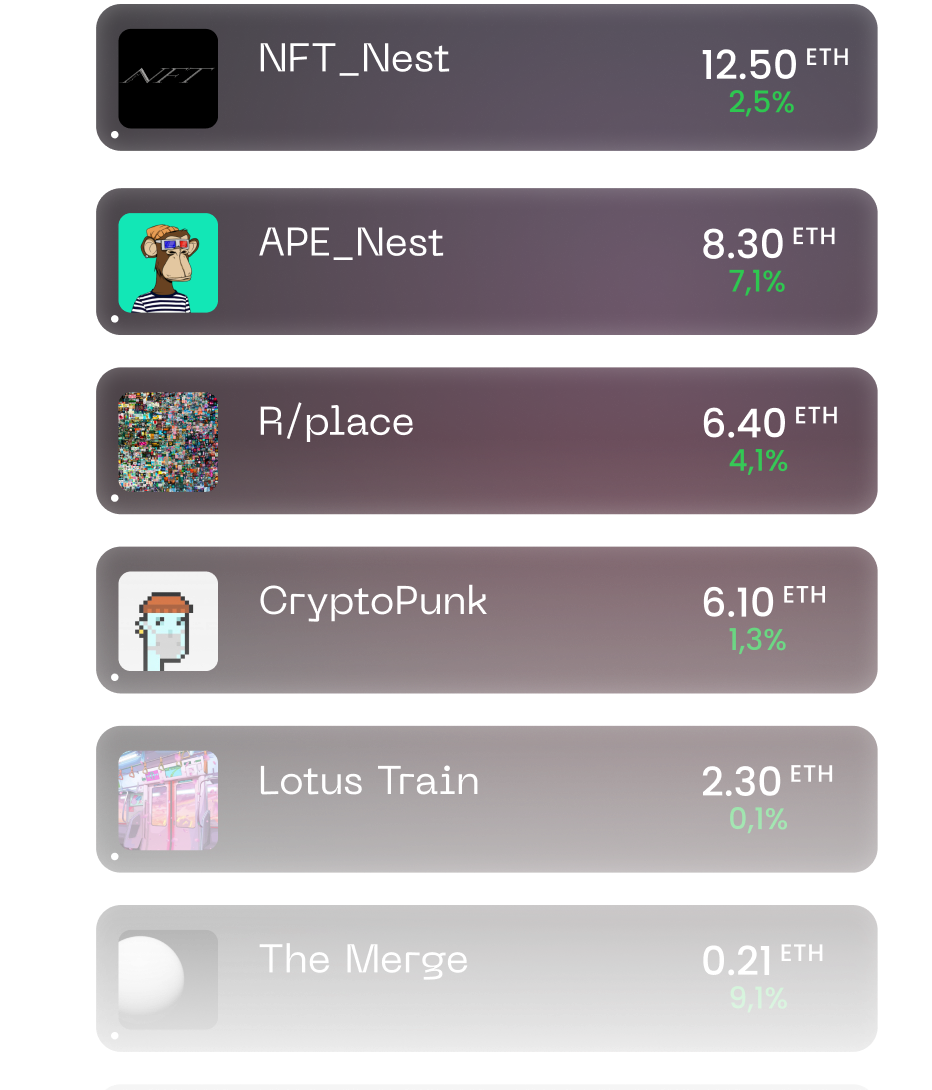 NFT
NFT_Nest
12.50 ETH
2,5%
APE_Nest
8.30 ETH
7,1%
R/place
6.40 ETH
4,1%
CryptoPunk
6.10 ETH
1,3%
Lotus Train
2.30 ETH
0,1%
The Merge
0.21 ETH
9,1%